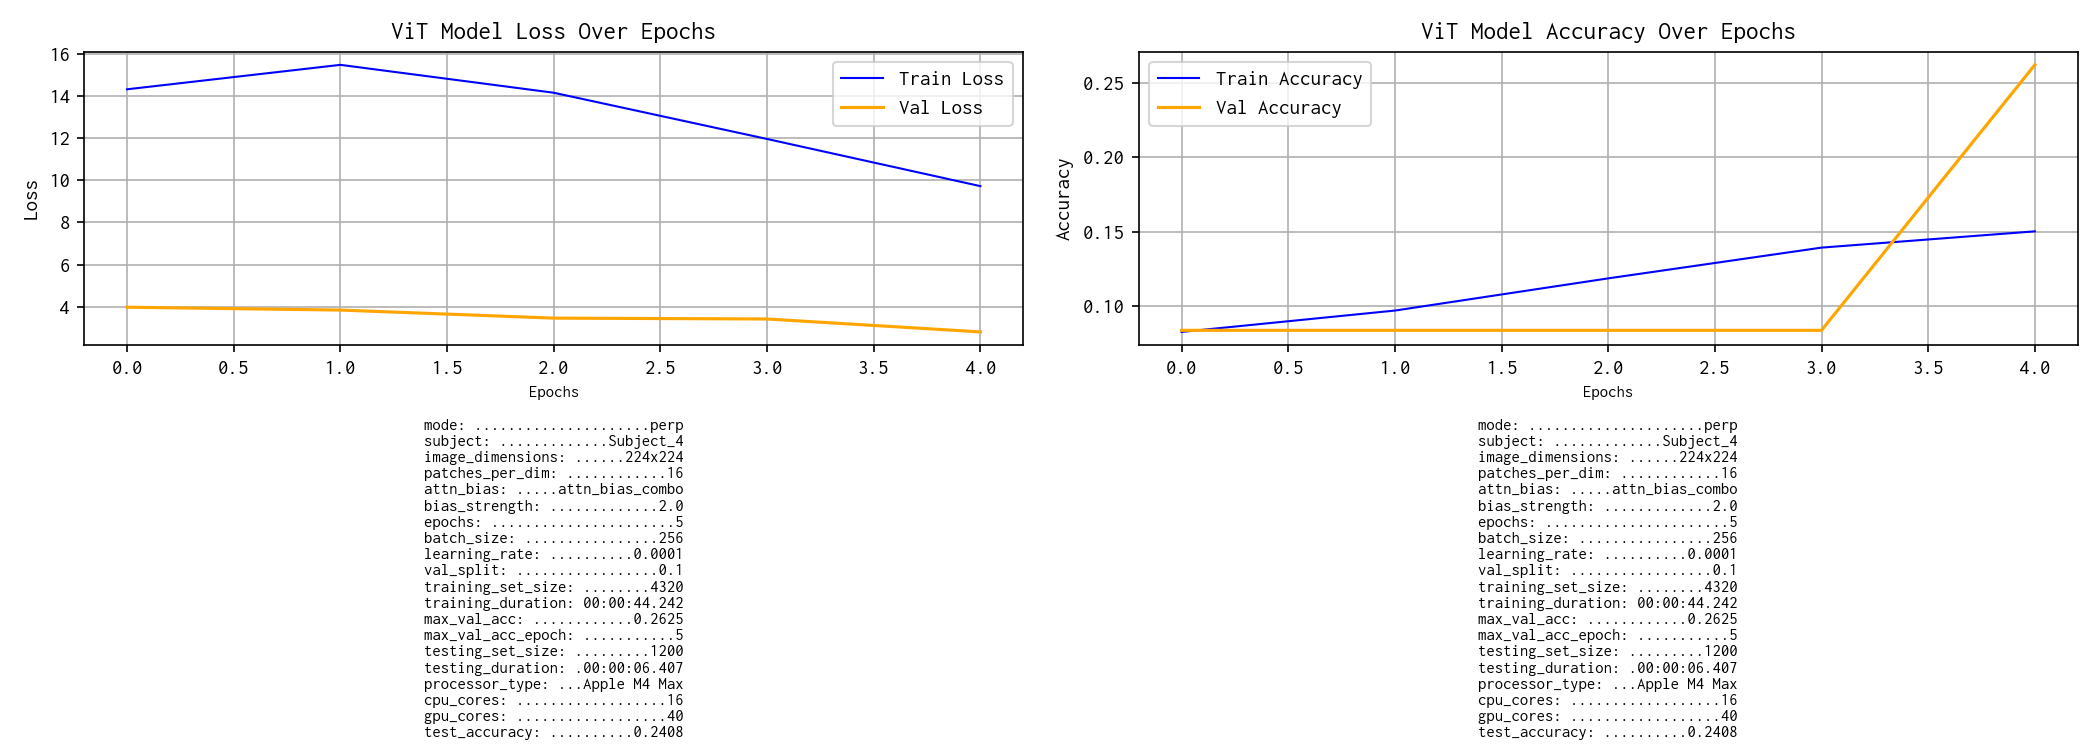 ViT Model Loss Over Epochs
16
14
12
10
8
6
4
Loss
Train Loss
Val Loss
0.0 0.5 1.0 1.5 2.0 2.5 3.0 3.5 4.0
Epochs
mode: .....................perp
subject: .............Subject_4
image_dimensions: ......224x224
patches_per_dim: ............16
attn_bias: .....attn_bias_combo
bias_strength: .............2.0
epochs: ......................5
batch_size: ................256
learning_rate: ..........0.0001
val_split: .................0.1
training_set_size: ........4320
training_duration: 00:00:44.242
max_val_acc: ............0.2625
max_val_acc_epoch: ...........5
testing_set_size: .........1200
testing_duration: .00:00:06.407
processor_type: ...Apple M4 Max
cpu_cores: ..................16
gpu_cores: ..................40
test_accuracy: ..........0.2408
ViT Model Accuracy Over Epochs
0.25
0.20
0.15
0.10
Accuracy
Train Accuracy
Val Accuracy
0.0 0.5 1.0 1.5 2.0 2.5 3.0 3.5 4.0
Epochs
mode: .....................perp
subject: .............Subject_4
image_dimensions: ......224x224
patches_per_dim: ............16
attn_bias: .....attn_bias_combo
bias_strength: .............2.0
epochs: ......................5
batch_size: ................256
learning_rate: ..........0.0001
val_split: .................0.1
training_set_size: ........4320
training_duration: 00:00:44.242
max_val_acc: ............0.2625
max_val_acc_epoch: ...........5
testing_set_size: .........1200
testing_duration: .00:00:06.407
processor_type: ...Apple M4 Max
cpu_cores: ..................16
gpu_cores: ..................40
test_accuracy: ..........0.2408